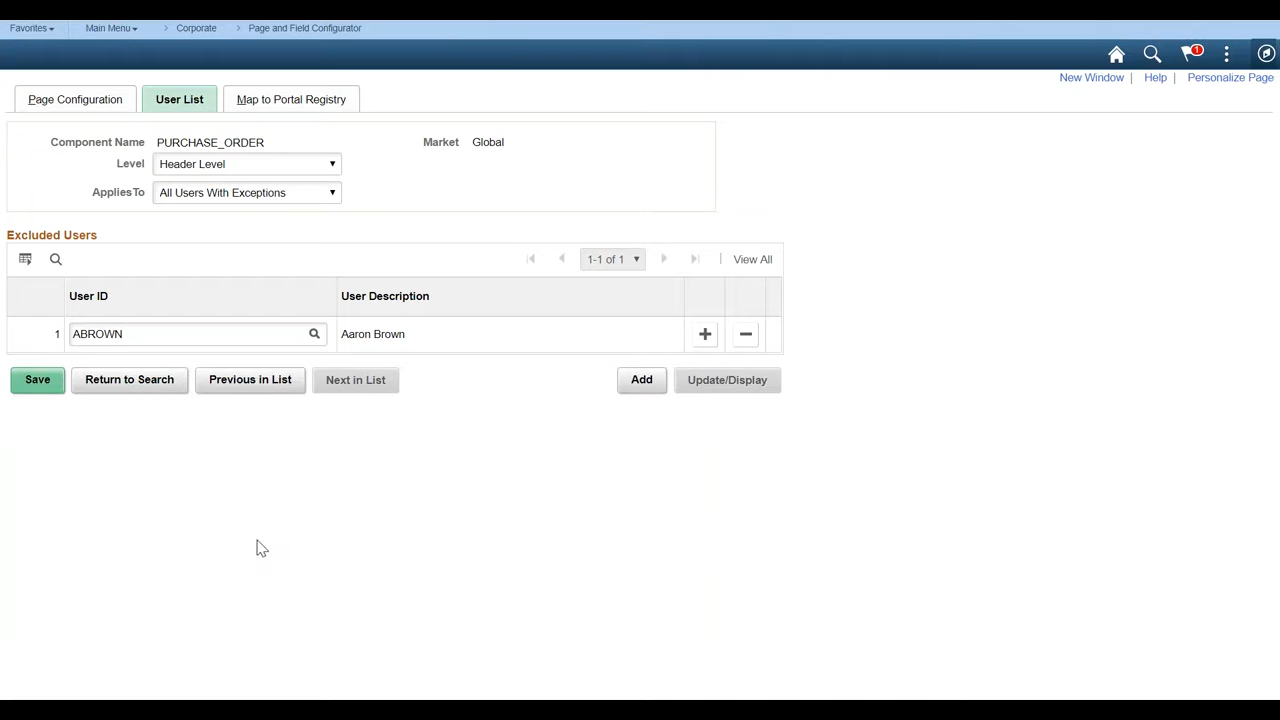 Favorites Main Menu Corporate Page and Field Configurator
1
New Window | Help | Personalize Page
Page Configuration User List Map to Portal Registry
Component Name PURCHASE_ORDER Market Global
Level Header Level
AppliesTo All Users With Exceptions
Excluded Users
1-1 of 1 | View All
User ID User Description
1 ABROWN Aaron Brown
Save Return to Search Previous in List Next in List Add Update/Display